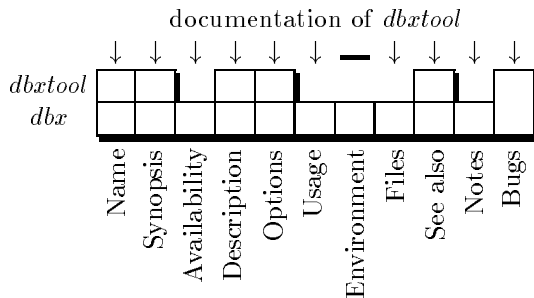 documentation of dbxtool
dbxtool
dbx
Name
Synopsis
Availability
Description
Options
Usage
Environment
Files
See also
Notes
Bugs